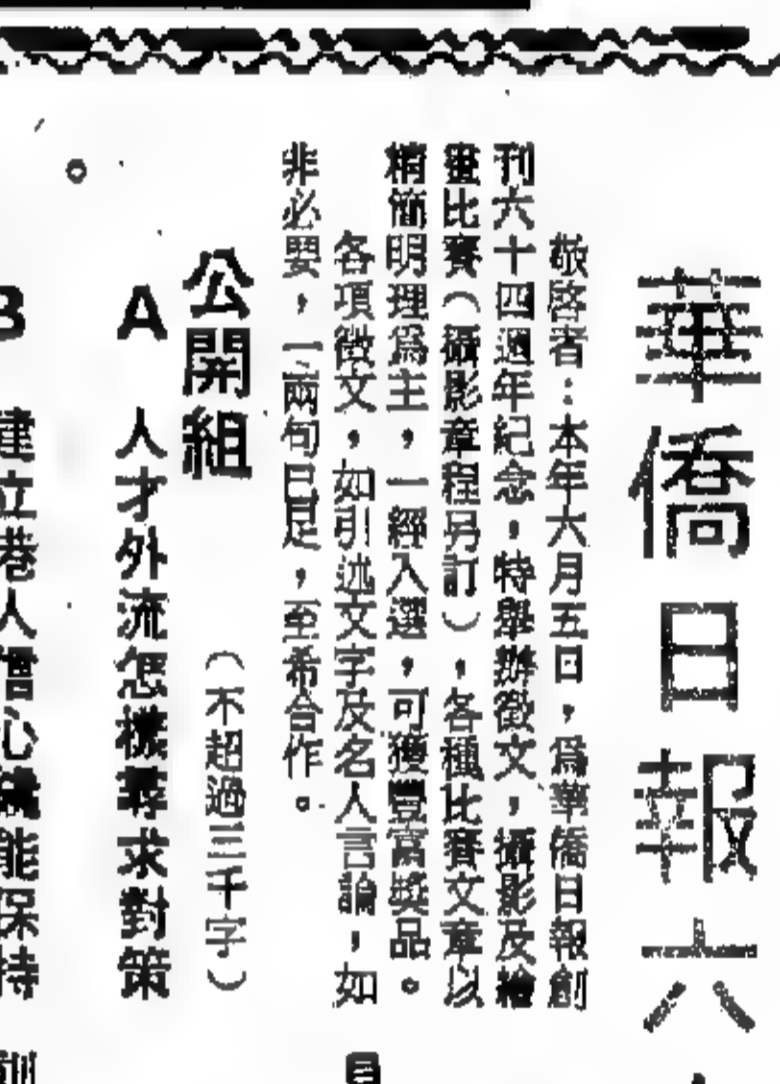 華僑日報六
敬啓者：本年六月五日，爲華僑日報創
刊六十四週年紀念，特舉辦徵文，攝影及繪
畫比賽（攝影章程另訂），各種比賽文章以
精簡明理爲主，一經入選，可獲豐富獎品。
各項徵文，如引述文字及名人言論，如
非必要，一兩句已足，至希合作。
公開組
（不超過三千字）
A 人才外流怎樣尋求對策
。
B 建立港人信心機能保持